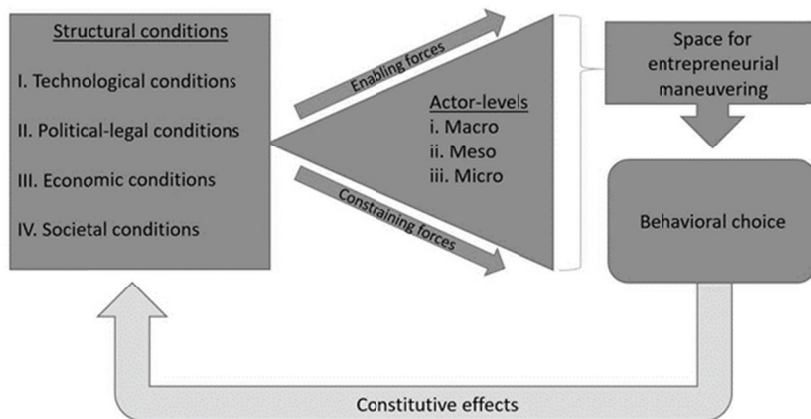 Structural conditions
I. Technological conditions
II. Political-legal conditions
III. Economic conditions
IV. Societal conditions
Enabling forces
Actor-levels
i. Macro
ii. Meso
iii. Micro
Constraining forces
Space for
entrepreneurial
maneuvering
Behavioral choice
Constitutive effects